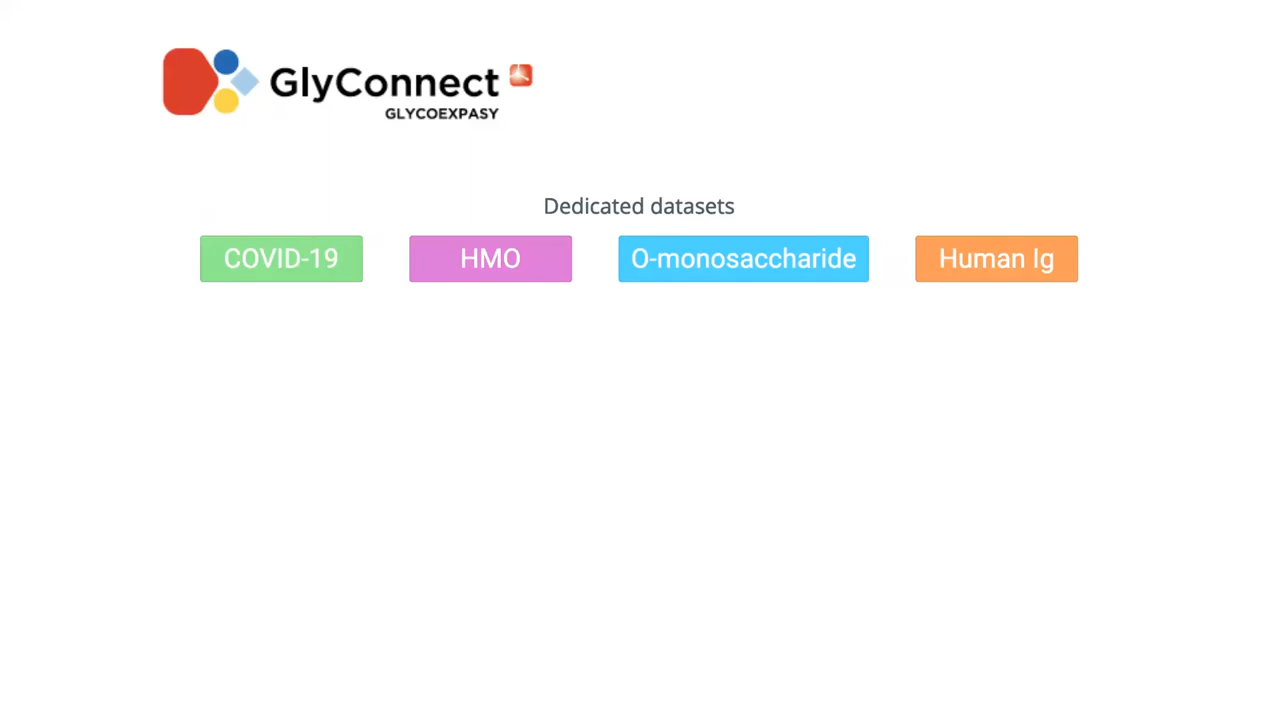 GlyConnect
GLYCOEXPASY
Dedicated datasets
COVID-19
HMO
O-monosaccharide
Human Ig